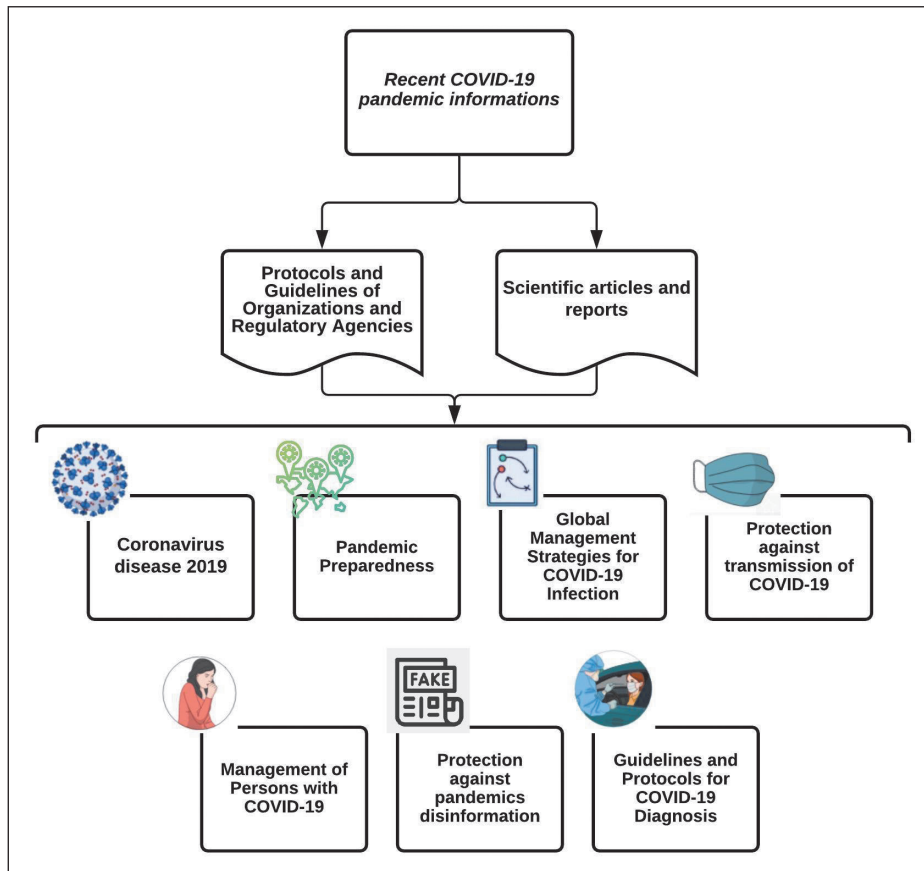 Recent COVID-19
pandemic informations
Protocols and
Guidelines of
Organizations and
Regulatory Agencies
Scientific articles and
reports
Coronavirus
disease 2019
Pandemic
Preparedness
Global
Management
Strategies for
COVID-19
Infection
Protection
against
transmission of
COVID-19
FAKE
Management of
Persons with
COVID-19
Protection
against
pandemics
disinformation
Guidelines and
Protocols for
COVID-19
Diagnosis